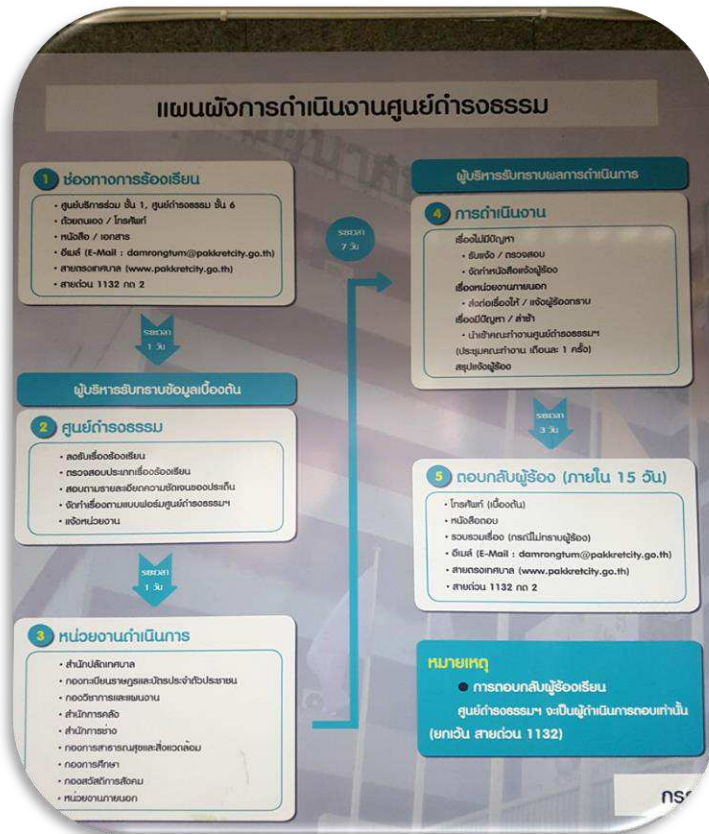 แผนผังการดำเนินงานศูนย์ดำรงธรรม
1 ช่องทางการร้องเรียน
• ศูนย์บริการร่วม ชั้น 1, ศูนย์ดำรงธรรม ชั้น 6
• ด้วยตนเอง / โทรศัพท์
• หนังสือ / เอกสาร
• อีเมล์ (E-Mail : damrongtum@pakkretcity.go.th)
• สายตรงเทศบาล (www.pakkretcity.go.th)
• สายด่วน 1132 กด 2
ระยะเวลา
1 วัน
ผู้บริหารรับทราบข้อมูลเบื้องต้น
2 ศูนย์ดำรงธรรม
• ลงรับเรื่องร้องเรียน
• ตรวจสอบประเภทเรื่องร้องเรียน
• สอบถามรายละเอียดความชัดเจนของประเด็น
• จัดทำเรื่องตามแบบฟอร์มศูนย์ดำรงธรรมฯ
• แจ้งหน่วยงาน
ระยะเวลา
1 วัน
3 หน่วยงานดำเนินการ
• สำนักปลัดเทศบาล
• กองทะเบียนราษฎรและบัตรประจำตัวประชาชน
• กองวิชาการและแผนงาน
• สำนักการคลัง
• สำนักการช่าง
• กองการสาธารณสุขและสิ่งแวดล้อม
• กองการศึกษา
• กองสวัสดิการสังคม
• หน่วยงานภายนอก
ระยะเวลา
7 วัน
ผู้บริหารรับทราบผลการดำเนินการ
4 การดำเนินงาน
เรื่องไม่มีปัญหา
• รับแจ้ง / ตรวจสอบ
• จัดทำหนังสือแจ้งผู้ร้อง
เรื่องหน่วยงานภายนอก
• ส่งต่อเรื่องให้ / แจ้งผู้ร้องทราบ
เรื่องมีปัญหา / ล่าช้า
• นำเข้าคณะทำงานศูนย์ดำรงธรรมฯ
(ประชุมคณะทำงาน เดือนละ 1 ครั้ง)
สรุปแจ้งผู้ร้อง
ระยะเวลา
3 วัน
5 ตอบกลับผู้ร้อง (ภายใน 15 วัน)
• โทรศัพท์ (เบื้องต้น)
• หนังสือตอบ
• รวบรวมเรื่อง (กรณีไม่ทราบผู้ร้อง)
• อีเมล์ (E-Mail : damrongtum@pakkretcity.go.th)
• สายตรงเทศบาล (www.pakkretcity.go.th)
• สายด่วน 1132 กด 2
หมายเหตุ
• การตอบกลับผู้ร้องเรียน
ศูนย์ดำรงธรรมฯ จะเป็นผู้ดำเนินการตอบเท่านั้น
(ยกเว้น สายด่วน 1132)